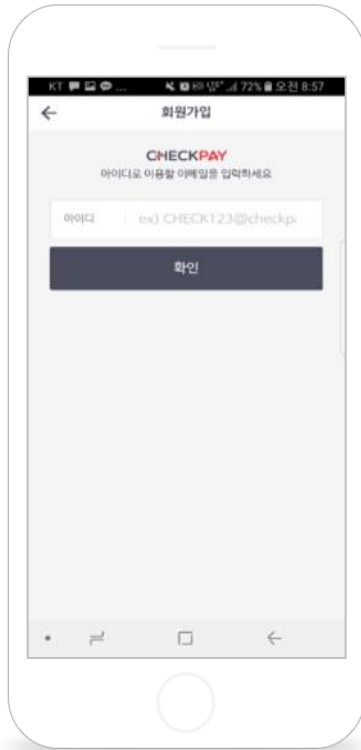 KT ... 72% 오전 8:57
회원가입
CHECKPAY
아이디로 이용할 이메일을 입력하세요
아이디 ex) CHECK123@checkp
확인